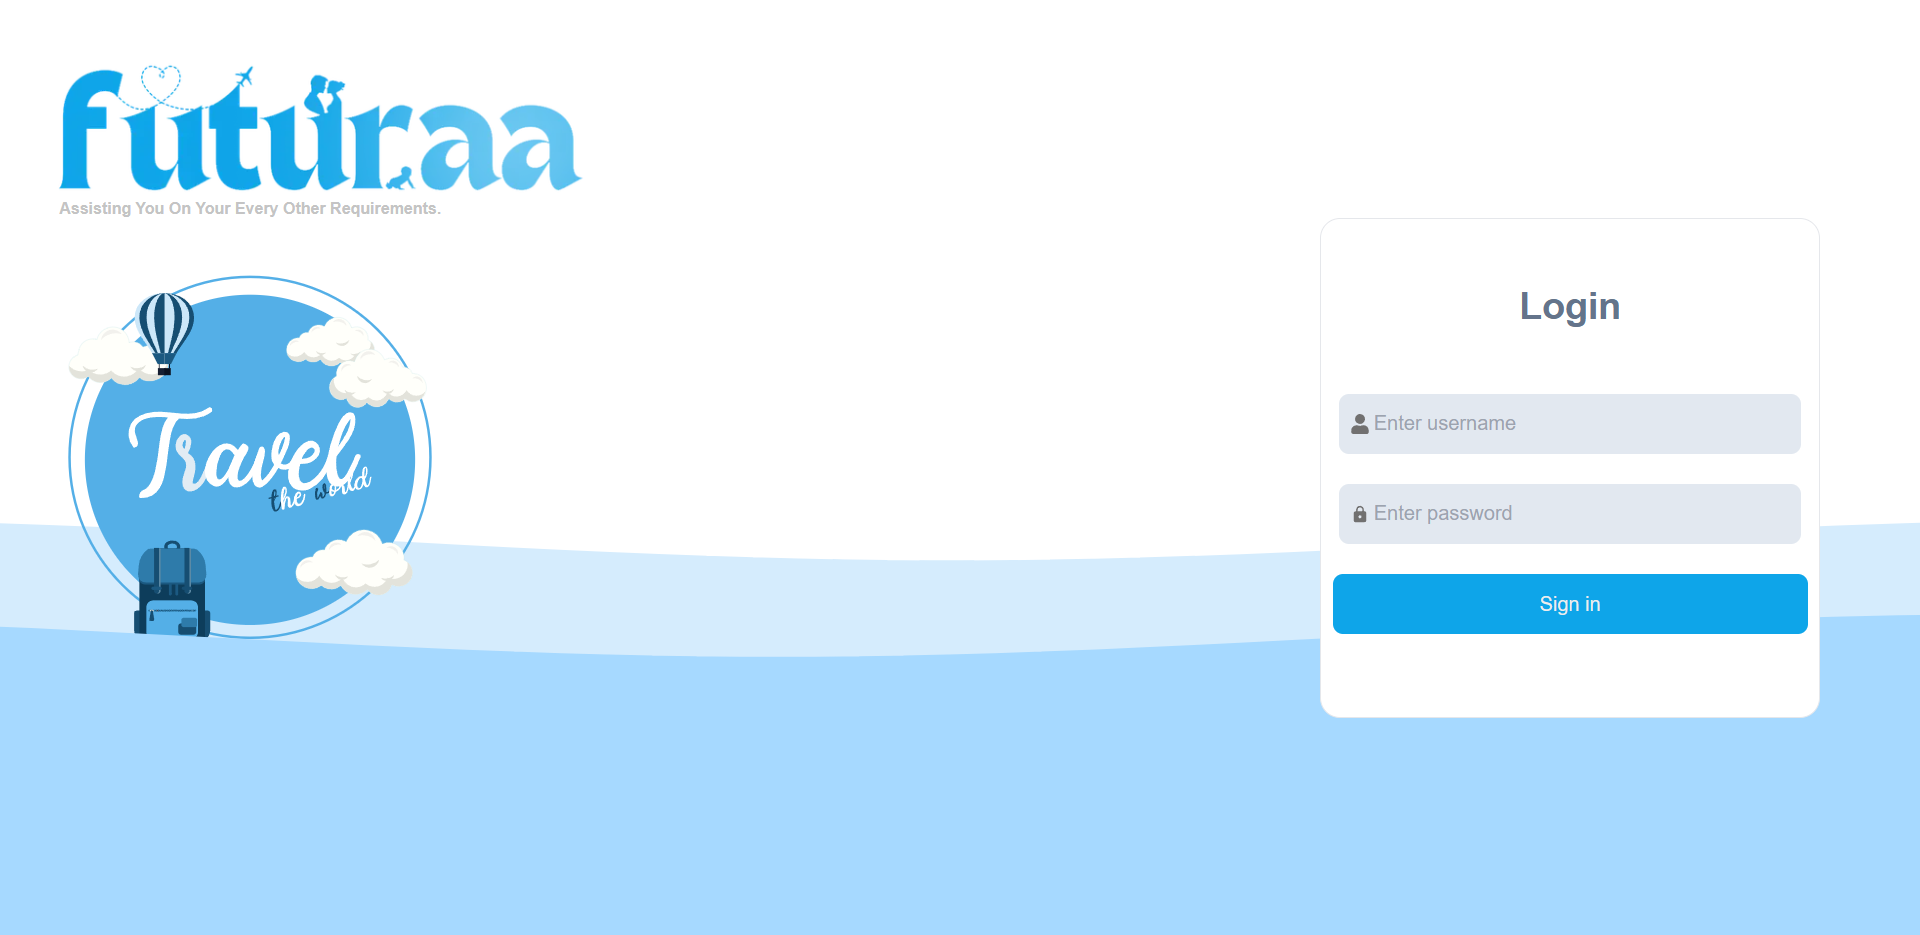 futuraa
Assisting You On Your Every Other Requirements.
Travel
the world
Login
Enter username
Enter password
Sign in